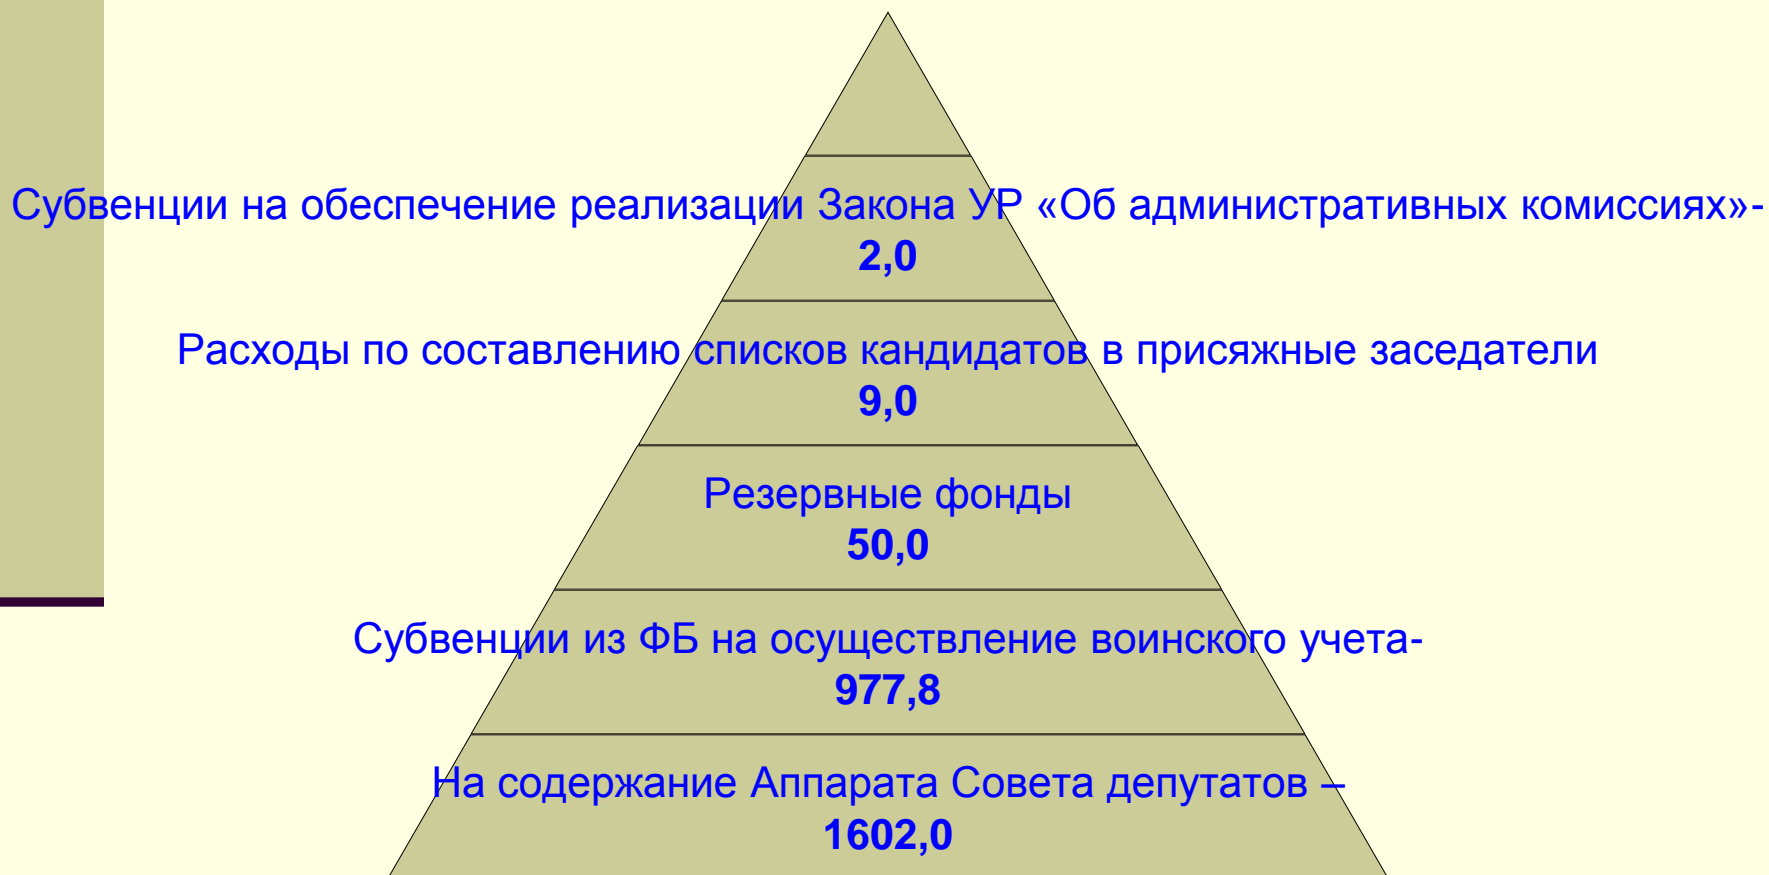 Субвенции на обеспечение реализации Закона УР «Об административных комиссиях»-
2,0
Расходы по составлению списков кандидатов в присяжные заседатели
9,0
Резервные фонды
50,0
Субвенции из ФБ на осуществление воинского учета-
977,8
На содержание Аппарата Совета депутатов –
1602,0